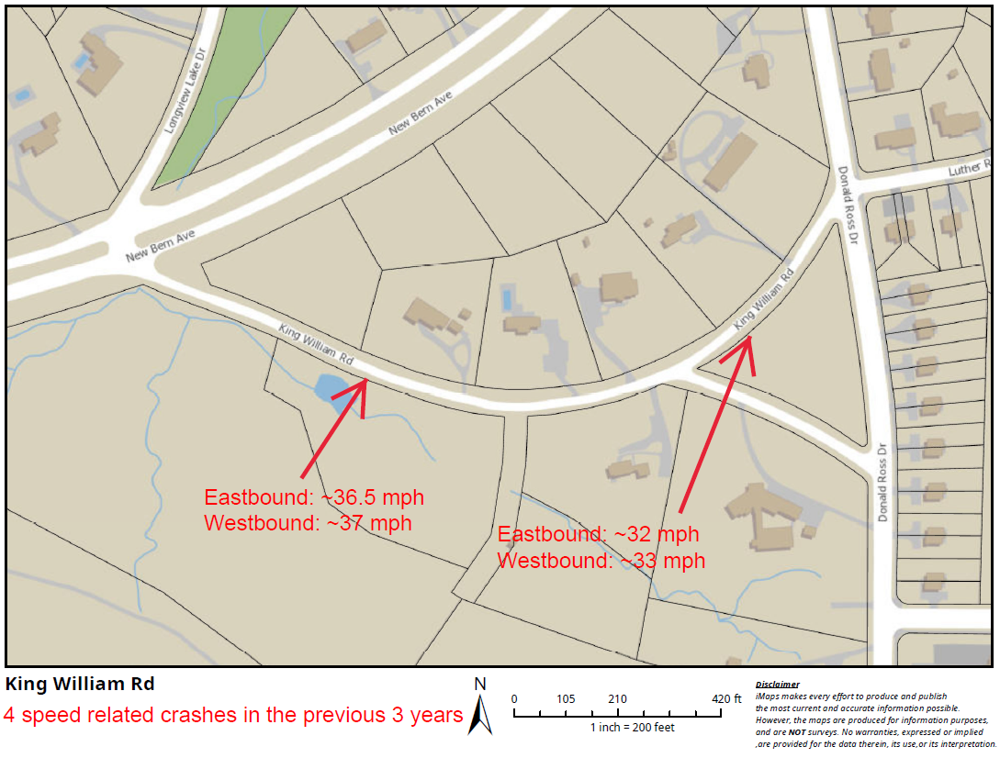 Longview Lake Dr
New Bern Ave
Donald Ross Dr
Luther R
New Bern Ave
King William Rd
King William Rd
Donald Ross Dr
Eastbound: ~36.5 mph
Westbound: ~37 mph
Eastbound: ~32 mph
Westbound: ~33 mph
King William Rd
4 speed related crashes in the previous 3 years
N
0 105 210 420 ft
1 inch = 200 feet
Disclaimer
iMaps makes every effort to produce and publish
the most current and accurate information possible.
However, the maps are produced for information purposes,
and are NOT surveys. No warranties, expressed or implied
,are provided for the data therein, its use,or its interpretation.